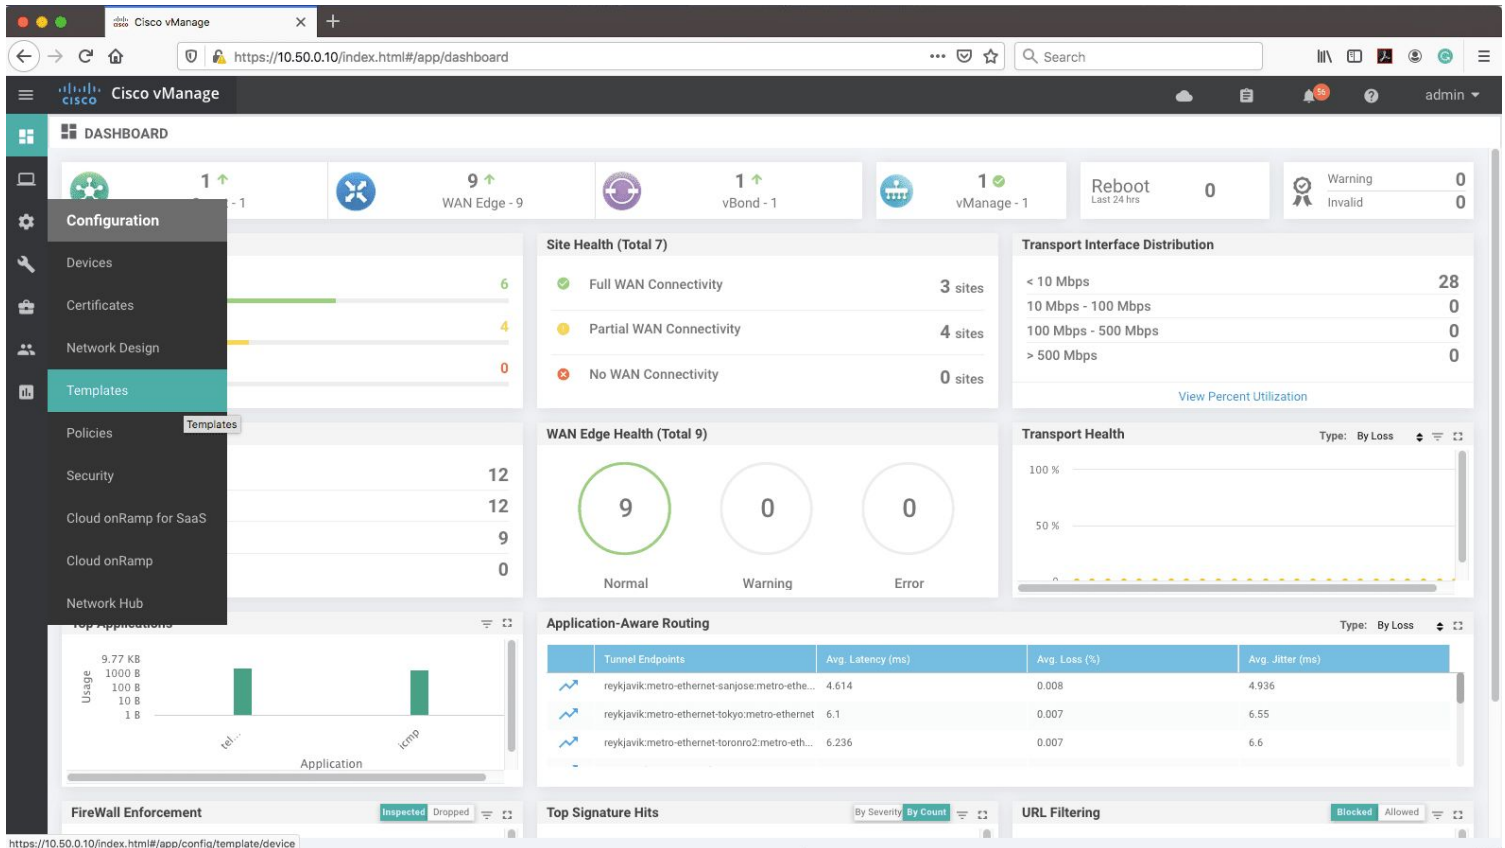 Cisco vManage
https://10.50.0.10/index.html#/app/dashboard
Search
cisco Cisco vManage
56
admin
DASHBOARD
1
- 1
9
WAN Edge - 9
1
vBond - 1
1
vManage - 1
Reboot
Last 24 hrs
0
Warning 0
Invalid 0
Configuration
Devices
Certificates
Network Design
Templates
Templates
Policies
Security
Cloud onRamp for SaaS
Cloud onRamp
Network Hub
6
4
0
Site Health (Total 7)
Full WAN Connectivity 3 sites
Partial WAN Connectivity 4 sites
No WAN Connectivity 0 sites
Transport Interface Distribution
< 10 Mbps 28
10 Mbps - 100 Mbps 0
100 Mbps - 500 Mbps 0
> 500 Mbps 0
View Percent Utilization
12
12
9
0
WAN Edge Health (Total 9)
9 0 0
Normal Warning Error
Transport Health Type: By Loss
100 %
50 %
0
Top Applications
9.77 KB
1000 B
100 B
10 B
1 B
Usage
tel...
icmp
Application
Application-Aware Routing Type: By Loss
Tunnel Endpoints Avg. Latency (ms) Avg. Loss (%) Avg. Jitter (ms)
reykjavik:metro-ethernet-sanjose:metro-ethe... 4.614 0.008 4.936
reykjavik:metro-ethernet-tokyo:metro-ethernet 6.1 0.007 6.55
reykjavik:metro-ethernet-toronro2:metro-eth... 6.236 0.007 6.6
FireWall Enforcement Inspected Dropped
Top Signature Hits By Severity By Count
URL Filtering Blocked Allowed
https://10.50.0.10/index.html#/app/config/template/device